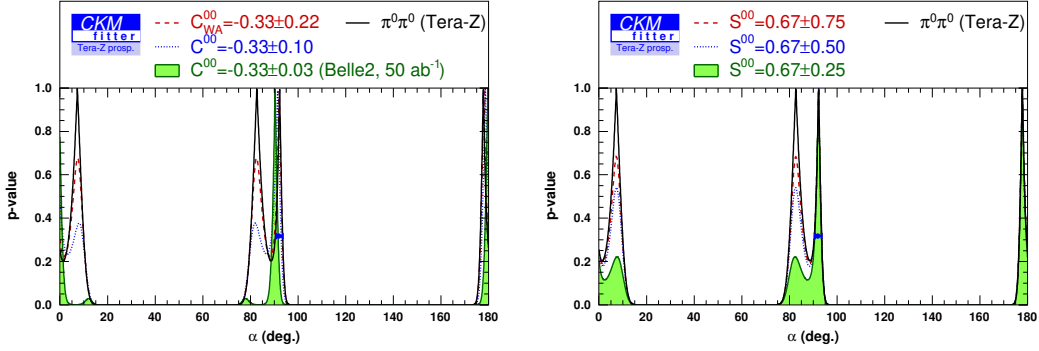 CKM
fitter
Tera-Z prosp.
C^00_WA=-0.33±0.22
π⁰π⁰ (Tera-Z)
C^00=-0.33±0.10
C^00=-0.33±0.03 (Belle2, 50 ab⁻¹)
p-value
1.0
0.8
0.6
0.4
0.2
0.0
0 20 40 60 80 100 120 140 160 180
α (deg.)
CKM
fitter
Tera-Z prosp.
S^00=0.67±0.75
π⁰π⁰ (Tera-Z)
S^00=0.67±0.50
S^00=0.67±0.25
p-value
1.0
0.8
0.6
0.4
0.2
0.0
0 20 40 60 80 100 120 140 160 180
α (deg.)